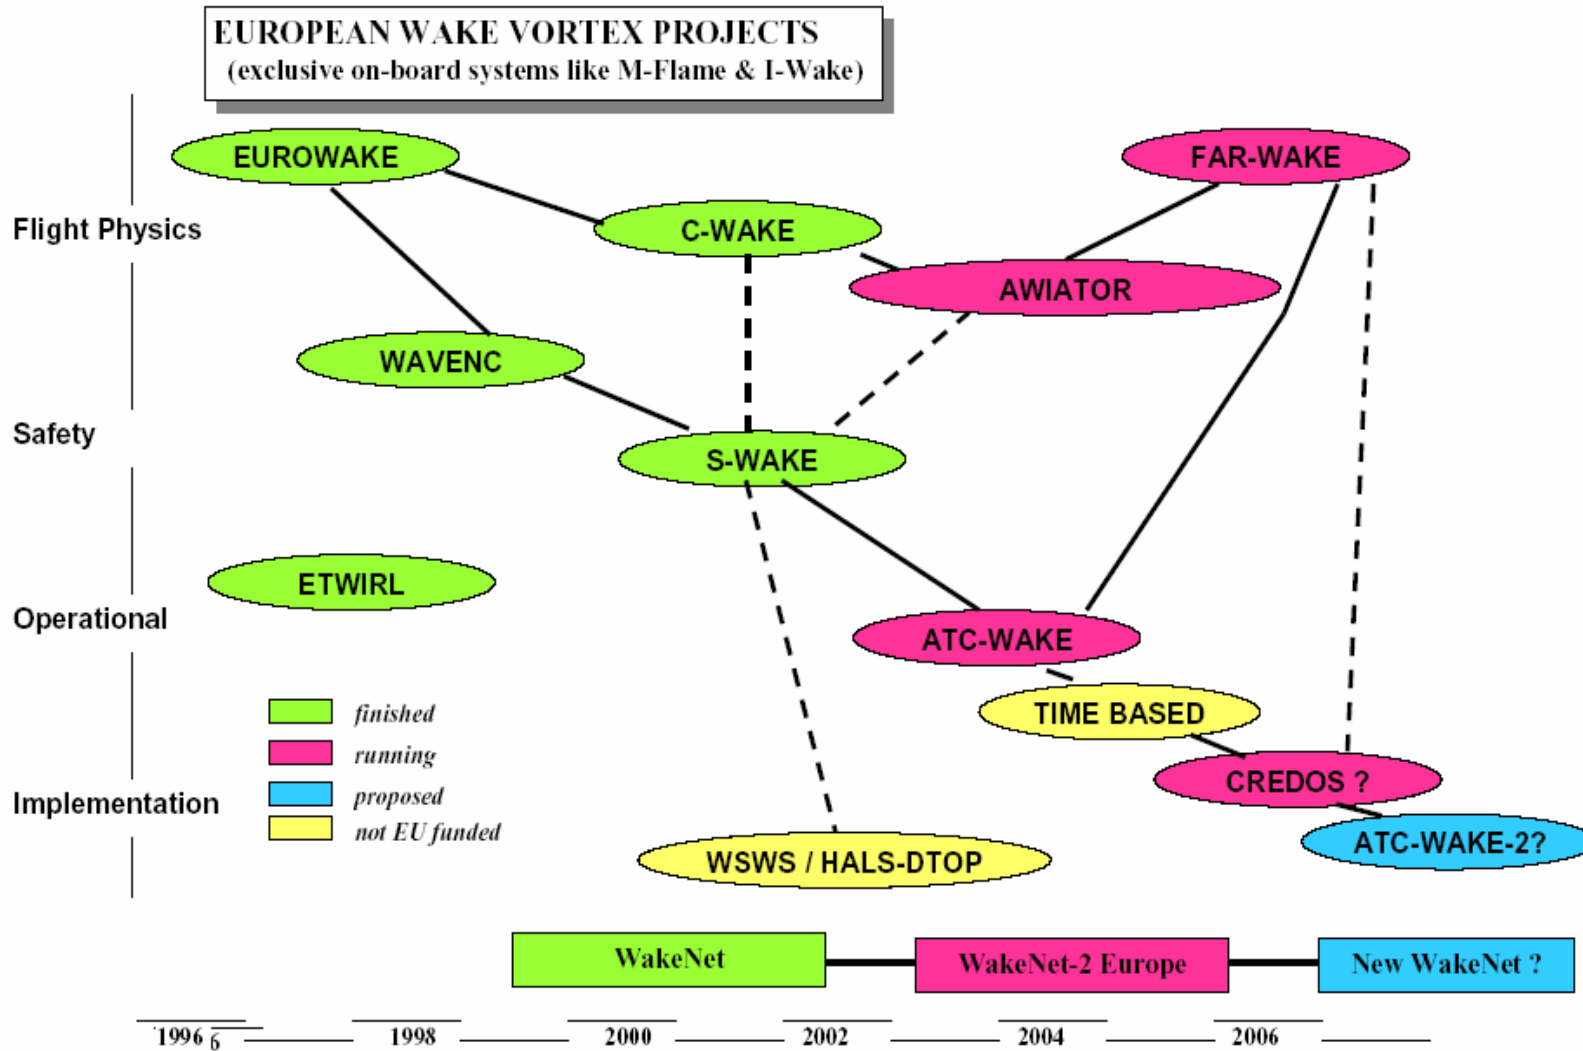 EUROPEAN WAKE VORTEX PROJECTS
(exclusive on-board systems like M-Flame & I-Wake)
EUROWAKE
FAR-WAKE
Flight Physics
C-WAKE
AWIATOR
WAVENC
Safety
S-WAKE
ETWIRL
Operational
ATC-WAKE
finished
TIME BASED
running
CREDOS ?
proposed
Implementation
not EU funded
ATC-WAKE-2?
WSWS / HALS-DTOP
WakeNet
WakeNet-2 Europe
New WakeNet ?
1996 6 1998 2000 2002 2004 2006